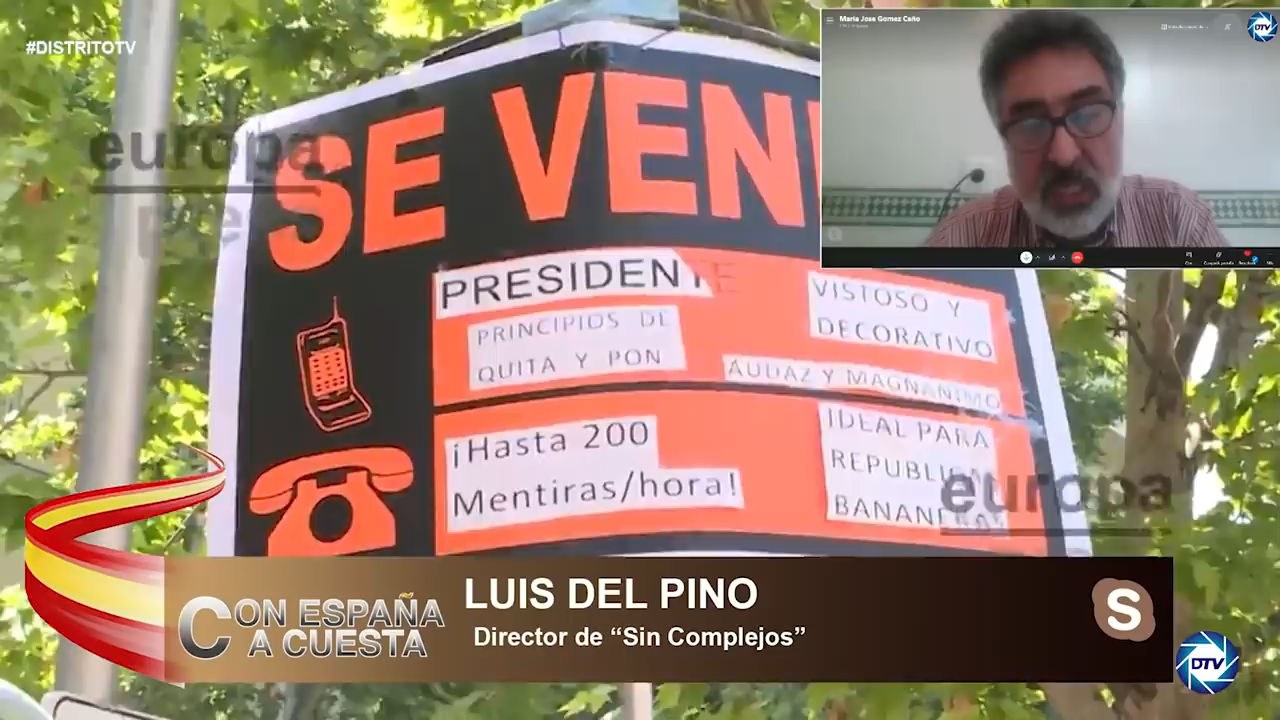 #DISTRITOTV
Maria Jose Gomez Caño
DTV
europa
SE VEN
PRESIDENTE
PRINCIPIOS DE
QUITA Y PON
VISTOSO Y
DECORATIVO
AUDAZ Y MAGNANIMO
¡Hasta 200
Mentiras/hora!
IDEAL PARA
BANANERA
europa
LUIS DEL PINO
Director de “Sin Complejos”
CON ESPAÑA
A CUESTA
S
DTV